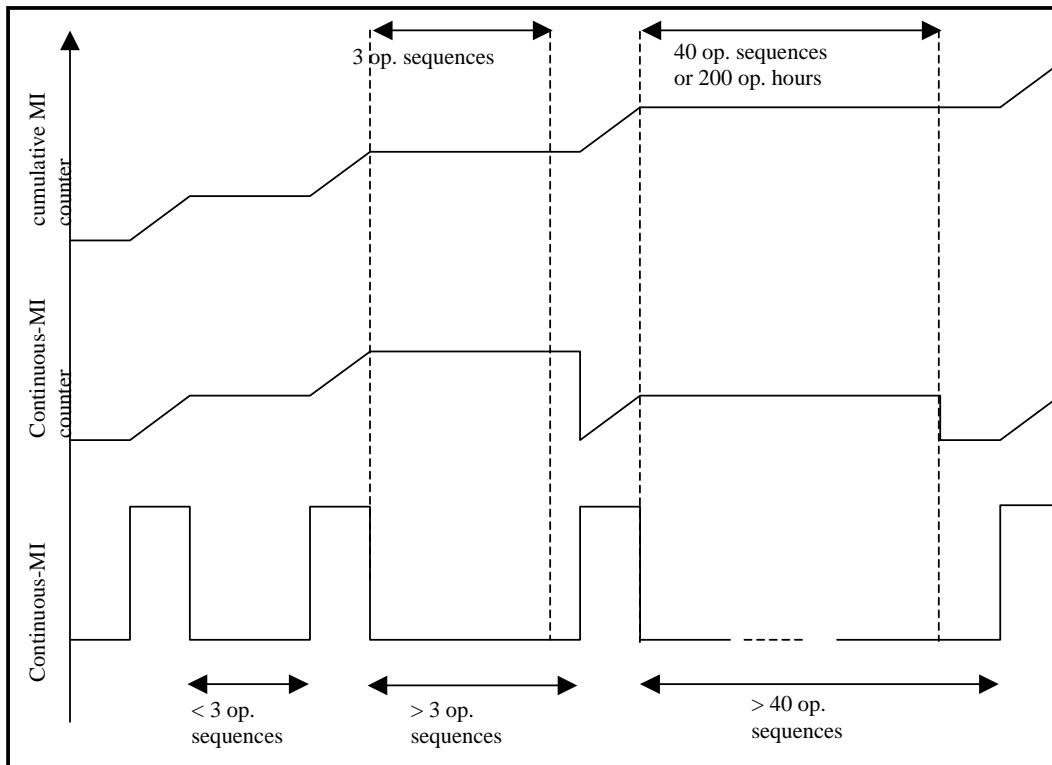 3 op. sequences
40 op. sequences
or 200 op. hours
cumulative MI
counter
Continuous-MI
counter
Continuous-MI
< 3 op.
sequences
> 3 op.
sequences
> 40 op.
sequences